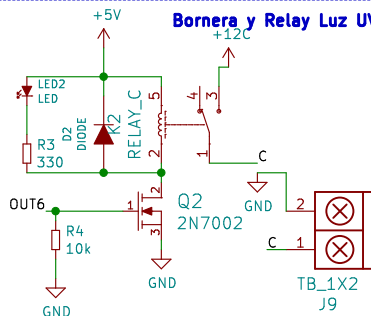 Bornera y Relay Luz UV
+5V
+12C
LED2
LED
D2
DIODE
K2
RELAY_C
5
4
3
2
1
C
R3
330
OUT6
1
2
3
Q2
2N7002
R4
10k
GND
GND
GND
2
C
1
TB_1X2
J9